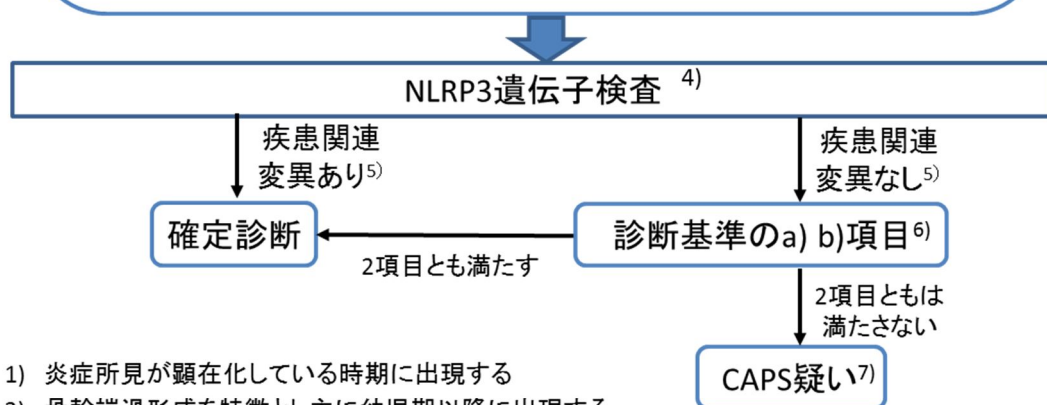 NLRP3遺伝子検査 4)
疾患関連
変異あり5)
疾患関連
変異なし5)
確定診断
診断基準のa) b)項目6)
2項目とも満たす
2項目ともは
満たさない
CAPS疑い7)
1) 炎症所見が顕在化している時期に出現する